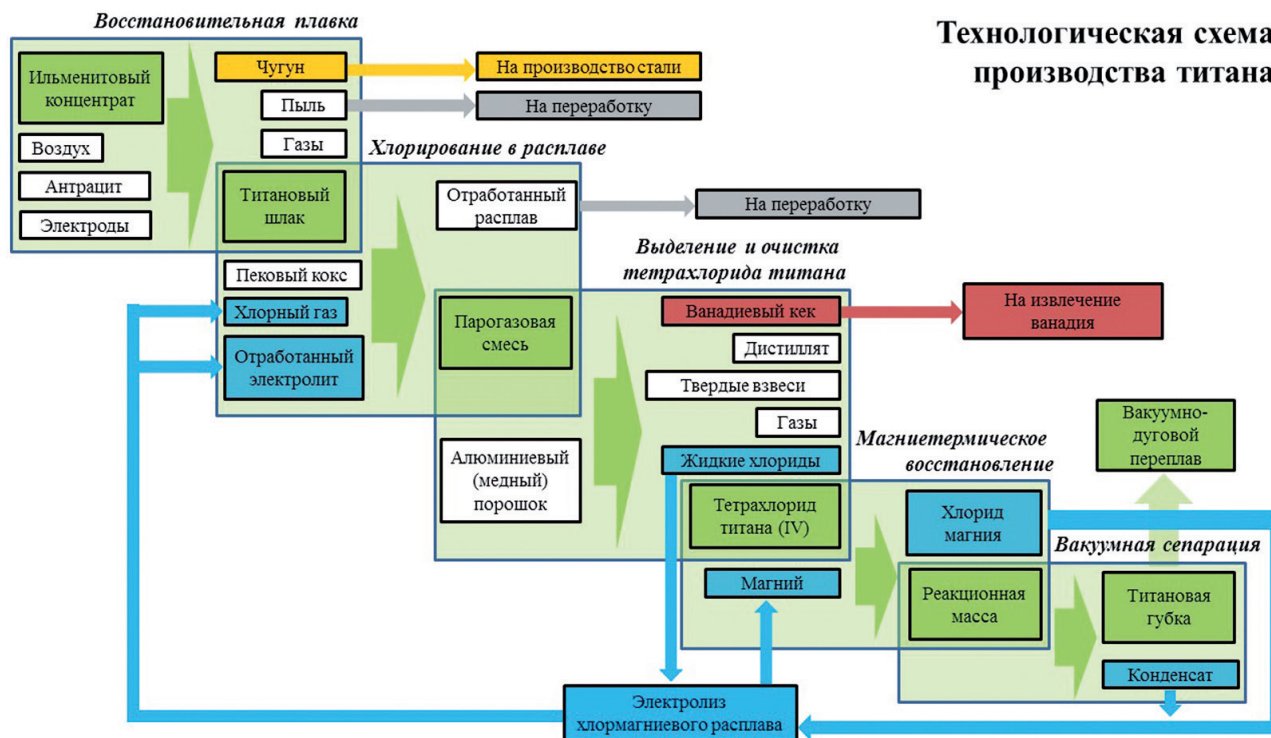 Технологическая схема
производства титана
Восстановительная плавка
Ильменитовый
концентрат
Воздух
Антрацит
Электроды
Чугун
На производство стали
Пыль
На переработку
Газы
Хлорирование в расплаве
Титановый
шлак
Пековый кокс
Хлорный газ
Отработанный
электролит
Отработанный
расплав
На переработку
Выделение и очистка
тетрахлорида титана
Парогазовая
смесь
Алюминиевый
(медный)
порошок
Ванадиевый кек
На извлечение
ванадия
Дистиллят
Твердые взвеси
Газы
Жидкие хлориды
Тетрахлорид
титана (IV)
Магниетермическое
восстановление
Магний
Хлорид
магния
Реакционная
масса
Вакуумно-
дуговой
переплав
Вакуумная сепарация
Титановая
губка
Конденсат
Электролиз
хлормагниевого расплава